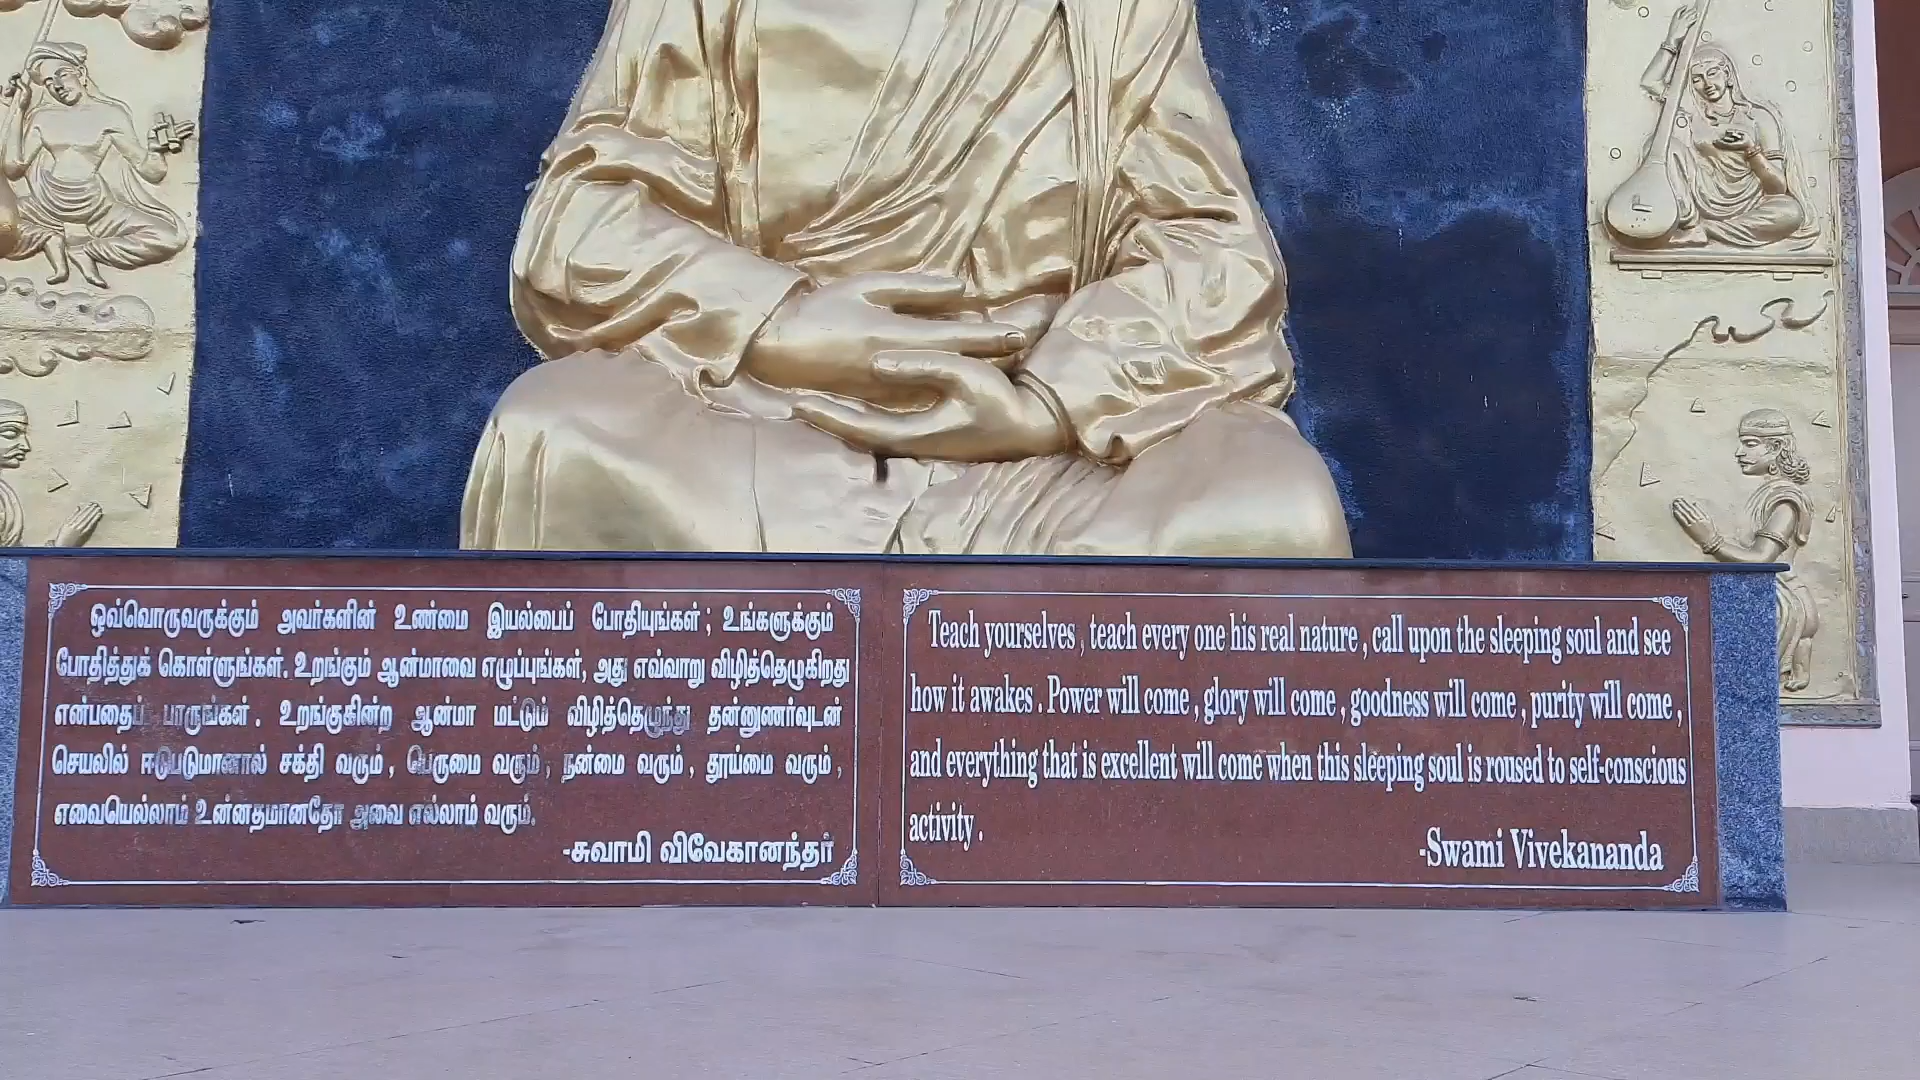 ஒவ்வொருவருக்கும் அவர்களின் உண்மை இயல்பைப் போதியுங்கள் ; உங்களுக்கும்
போதித்துக் கொள்ளுங்கள். உறங்கும் ஆன்மாவை எழுப்புங்கள், அது எவ்வாறு விழித்தெழுகிறது
என்பதைப் பாருங்கள் . உறங்குகின்ற ஆன்மா மட்டும் விழித்தெழுந்து தன்னுணர்வுடன்
செயலில் ஈடுபடுமானால் சக்தி வரும் , பெருமை வரும் , நன்மை வரும் , தூய்மை வரும் ,
எவையெல்லாம் உன்னதமானதோ அவை எல்லாம் வரும்.
-சுவாமி விவேகானந்தர்
Teach yourselves , teach every one his real nature , call upon the sleeping soul and see
how it awakes . Power will come , glory will come , goodness will come , purity will come ,
and everything that is excellent will come when this sleeping soul is roused to self-conscious
activity .
-Swami Vivekananda